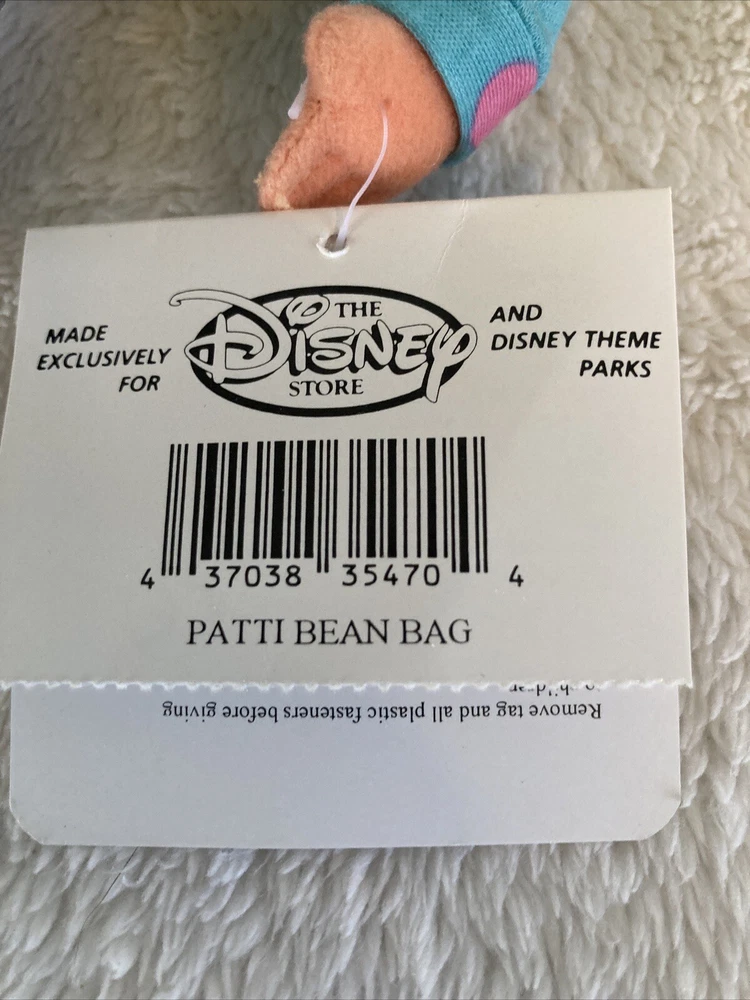 MADE EXCLUSIVELY FOR
THE DISNEY STORE
AND DISNEY THEME PARKS
4 37038 35470 4
PATTI BEAN BAG
Remove tag and all plastic fasteners before giving